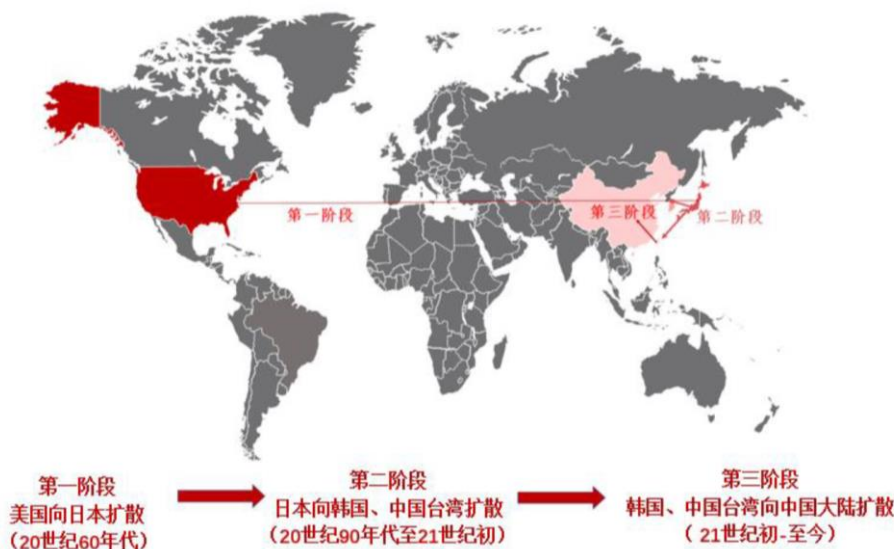 第一阶段
第三阶段
第二阶段
第一阶段
美国向日本扩散
（20世纪60年代）
第二阶段
日本向韩国、中国台湾扩散
（20世纪90年代至21世纪初）
第三阶段
韩国、中国台湾向中国大陆扩散
（ 21世纪初-至今）